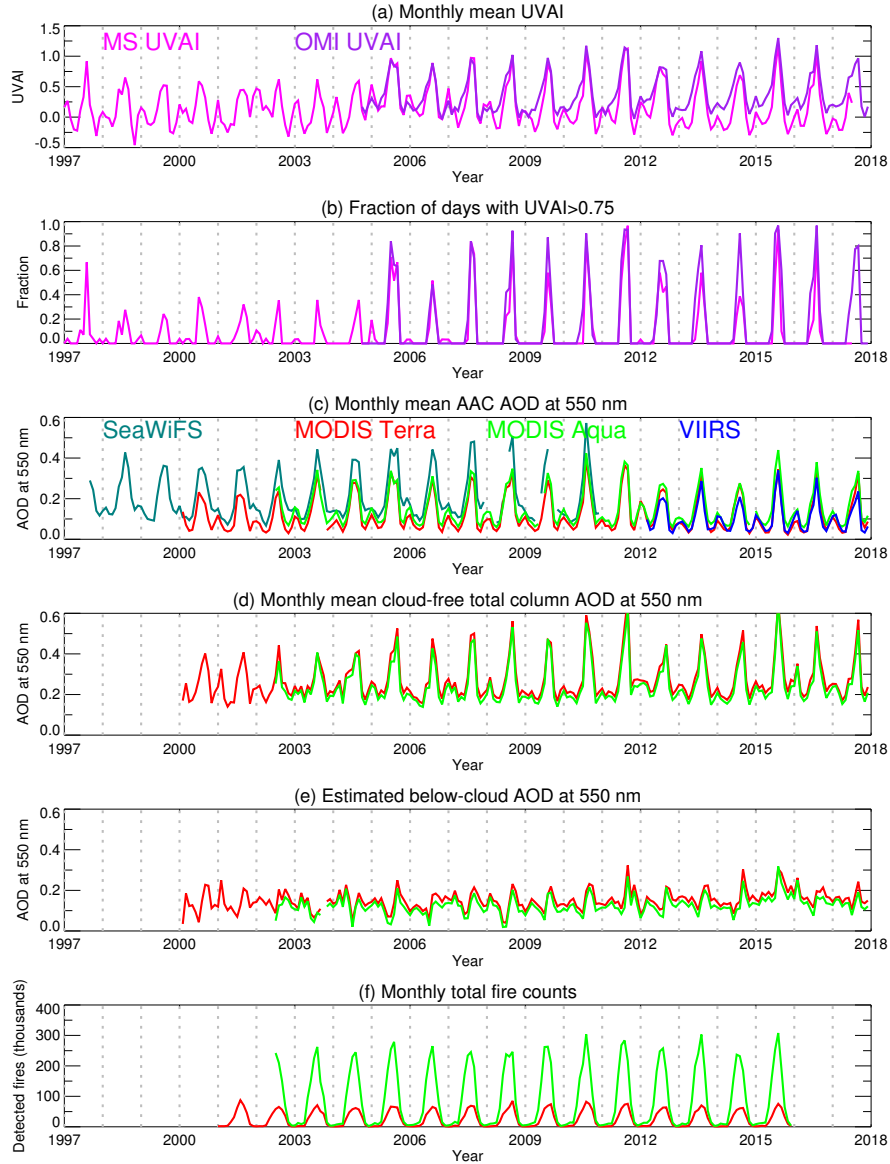 (a) Monthly mean UVAI
MS UVAI OMI UVAI
UVAI
1.5
1.0
0.5
0.0
-0.5
1997 2000 2003 2006 2009 2012 2015 2018
Year
(b) Fraction of days with UVAI>0.75
Fraction
1.0
0.8
0.6
0.4
0.2
0.0
1997 2000 2003 2006 2009 2012 2015 2018
Year
(c) Monthly mean AAC AOD at 550 nm
SeaWiFS MODIS Terra MODIS Aqua VIIRS
AOD at 550 nm
0.6
0.4
0.2
0.0
1997 2000 2003 2006 2009 2012 2015 2018
Year
(d) Monthly mean cloud-free total column AOD at 550 nm
AOD at 550 nm
0.6
0.4
0.2
0.0
1997 2000 2003 2006 2009 2012 2015 2018
Year
(e) Estimated below-cloud AOD at 550 nm
AOD at 550 nm
0.6
0.4
0.2
0.0
1997 2000 2003 2006 2009 2012 2015 2018
Year
(f) Monthly total fire counts
Detected fires (thousands)
400
300
200
100
0
1997 2000 2003 2006 2009 2012 2015 2018
Year